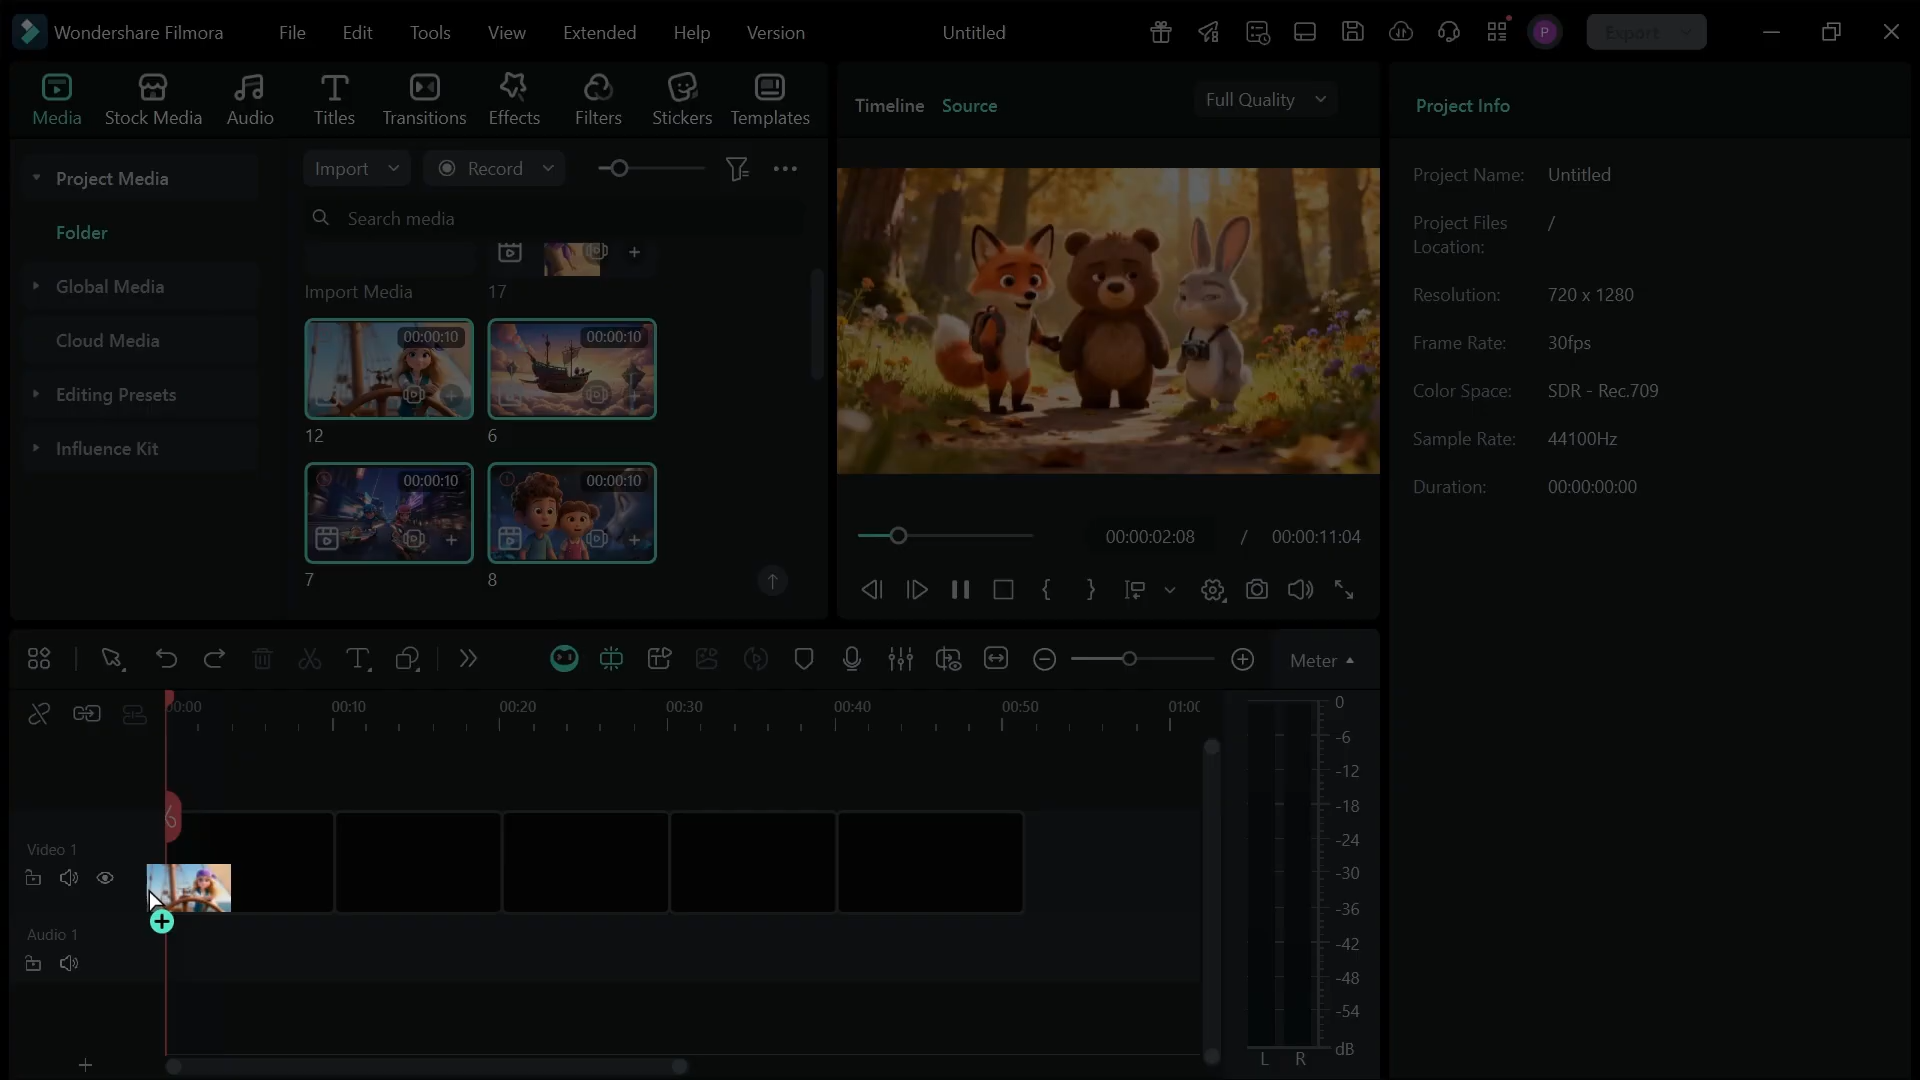 Wondershare Filmora
File
Edit
Tools
View
Extended
Help
Version
Untitled
Export
Media
Stock Media
Audio
Titles
Transitions
Effects
Filters
Stickers
Templates
Timeline
Source
Full Quality
Project Info
Project Media
Folder
Global Media
Cloud Media
Editing Presets
Influence Kit
Import
Record
Search media
Import Media
17
00:00:10
00:00:10
12
6
00:00:10
00:00:10
7
8
00:00:02:08 / 00:00:11:04
Project Name: Untitled
Project Files Location: /
Resolution: 720 x 1280
Frame Rate: 30fps
Color Space: SDR - Rec.709
Sample Rate: 44100Hz
Duration: 00:00:00:00
Meter
00:00
00:10
00:20
00:30
00:40
00:50
01:00
Video 1
Audio 1
0
-6
-12
-18
-24
-30
-36
-42
-48
-54
dB
L
R
P